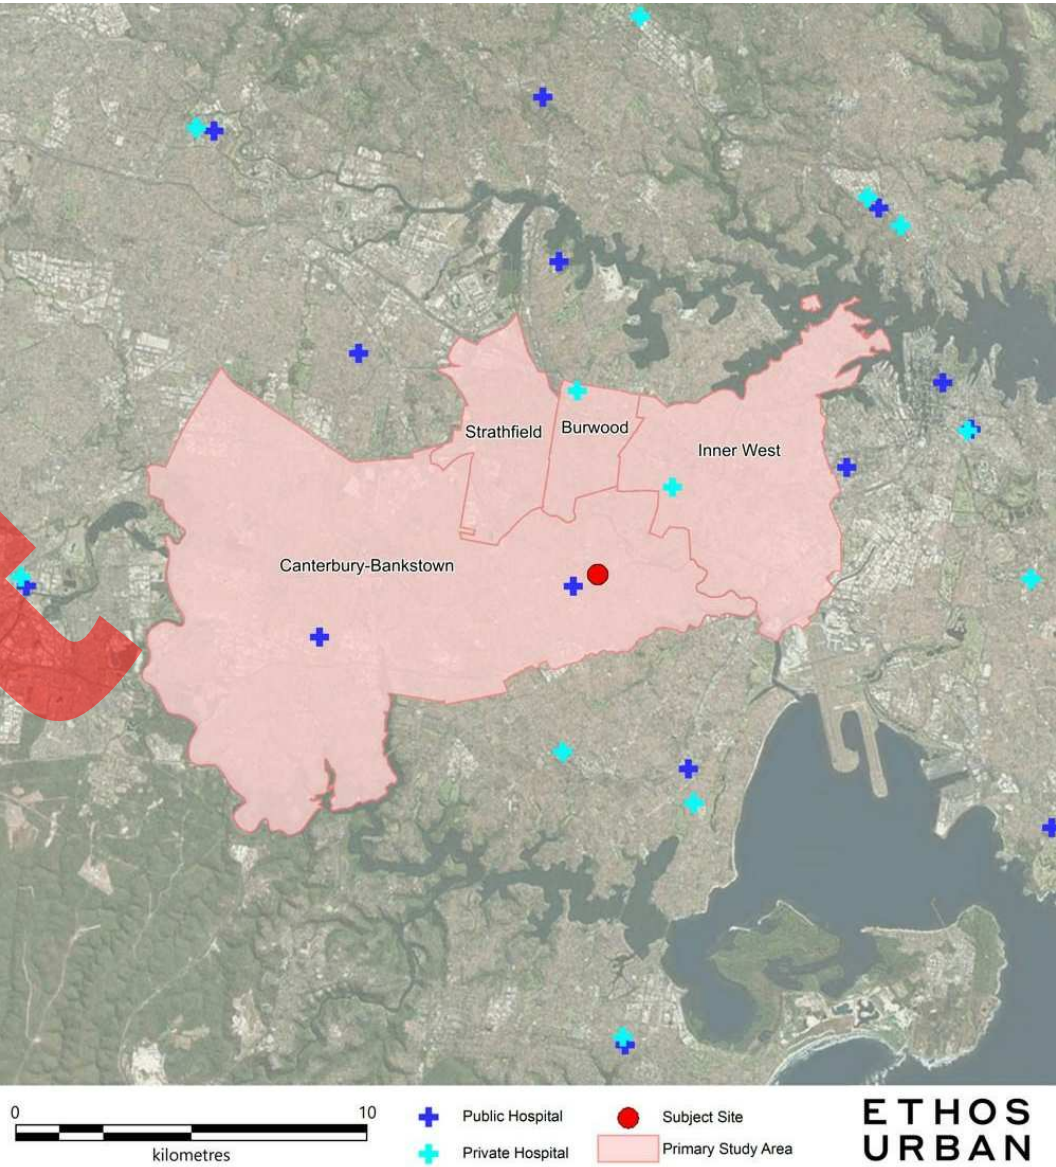 Strathfield
Burwood
Inner West
Canterbury-Bankstown
0 10
kilometres
Public Hospital
Private Hospital
Subject Site
Primary Study Area
ETHOS
URBAN